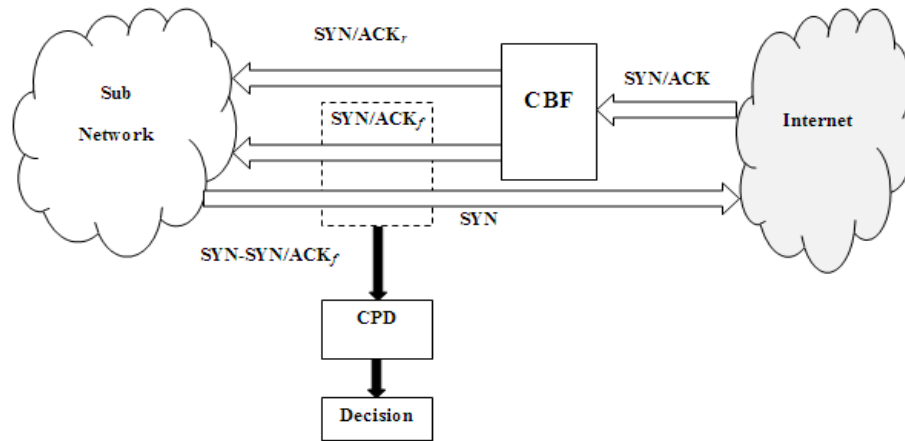 SYN/ACKr
Sub
Network
CBF
SYN/ACK
Internet
SYN/ACKf
SYN
SYN-SYN/ACKf
CPD
Decision